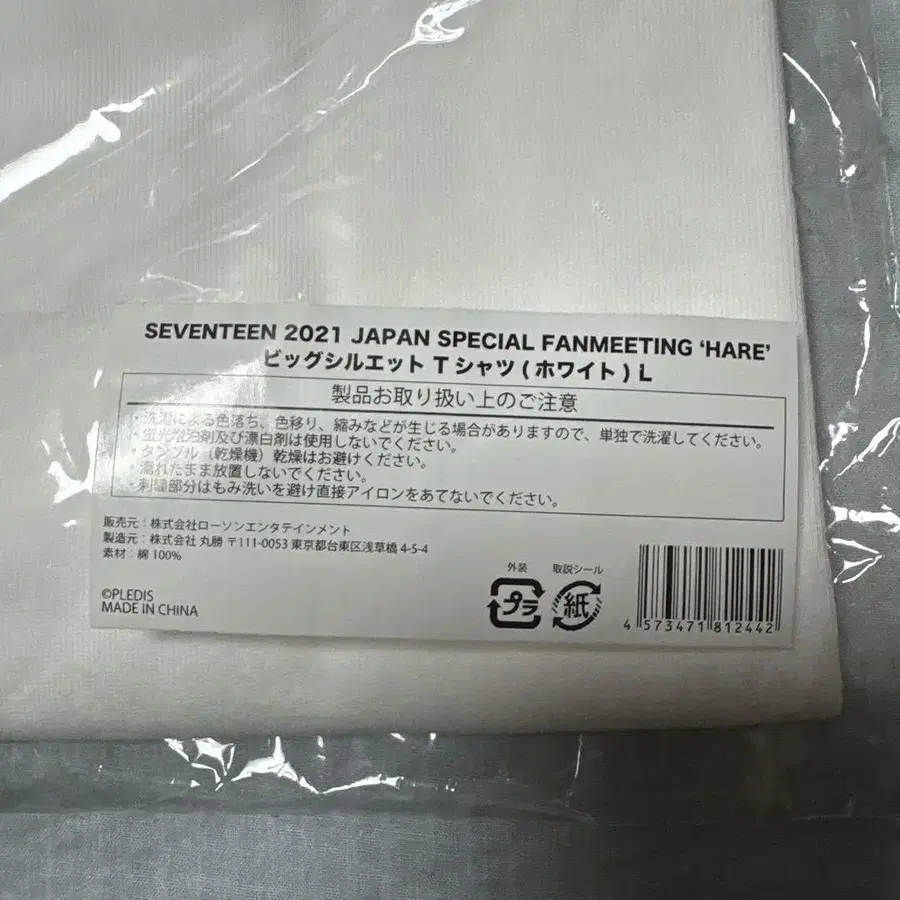 SEVENTEEN 2021 JAPAN SPECIAL FANMEETING ‘HARE’
ビッグシルエット Tシャツ(ホワイト) L
製品お取り扱い上のご注意
・洗濯による色落ち、色移り、縮みなどが生じる場合がありますので、単独で洗濯してください。
・蛍光増白剤及び漂白剤は使用しないでください。
・タンブル(乾燥機)乾燥はお避けください。
・濡れたまま放置しないでください。
・刺繍部分はもみ洗いを避け直接アイロンをあてないでください。
販売元:株式会社ローソンエンタテインメント
製造元:株式会社 丸勝 〒111-0053 東京都台東区浅草橋 4-5-4
素材:綿 100%
©PLEDIS
MADE IN CHINA
外装 取説シール
プラ 紙
4 573471 812442